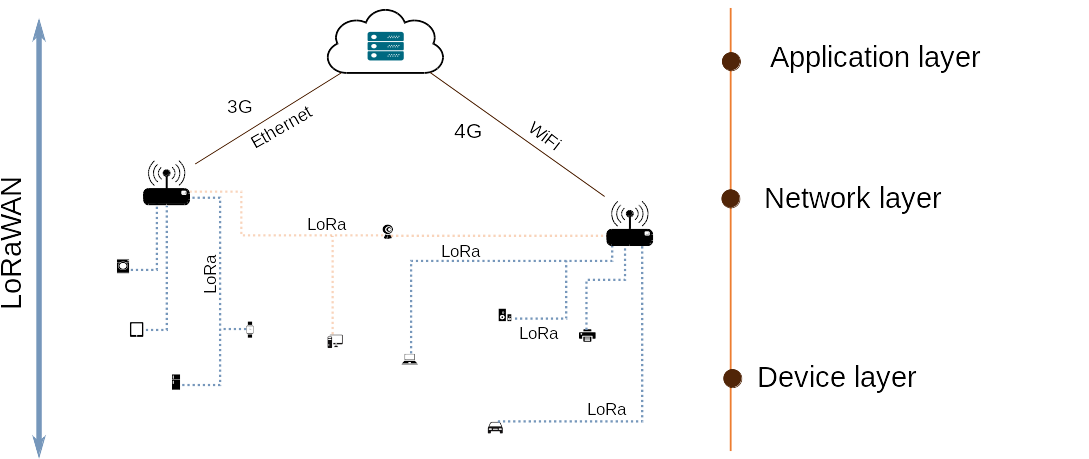 Application layer
3G
Ethernet
4G
WiFi
LoRaWAN
Network layer
LoRa
LoRa
LoRa
LoRa
Device layer
LoRa